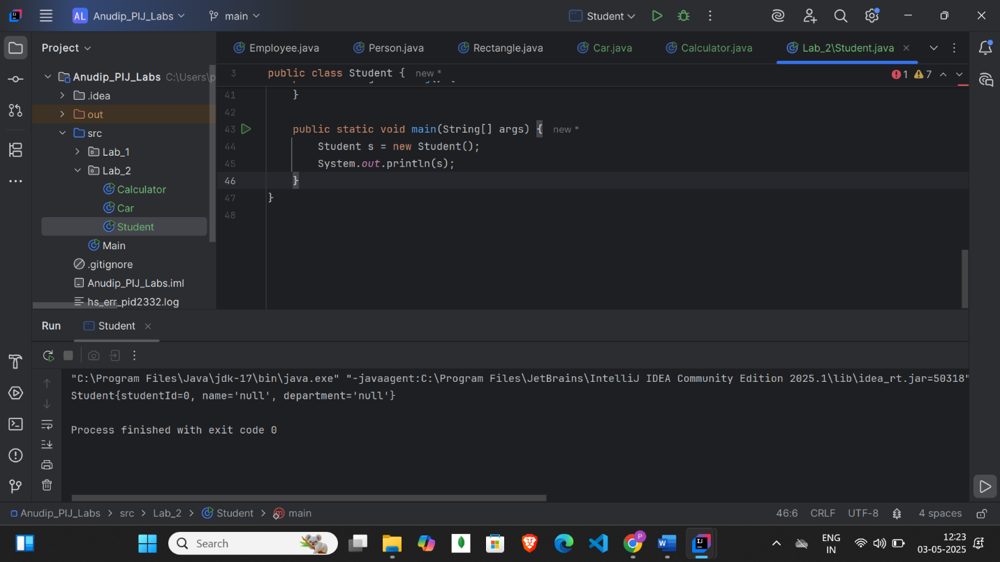 AL Anudip_PIJ_Labs main Student
Project
Employee.java Person.java Rectangle.java Car.java Calculator.java Lab_2\Student.java
Anudip_PIJ_Labs C:\Users\p
.idea
out
src
Lab_1
Lab_2
Calculator
Car
Student
Main
.gitignore
Anudip_PIJ_Labs.iml
hs_err_pid2332.log
3 public class Student { new * 1 7
41 }
42
43 public static void main(String[] args) { new *
44 Student s = new Student();
45 System.out.println(s);
46 }
47 }
48
Run Student
"C:\Program Files\Java\jdk-17\bin\java.exe" "-javaagent:C:\Program Files\JetBrains\IntelliJ IDEA Community Edition 2025.1\lib\idea_rt.jar=50318"
Student{studentId=0, name='null', department='null'}
Process finished with exit code 0
Anudip_PIJ_Labs > src > Lab_2 > Student > main 46:6 CRLF UTF-8 4 spaces
Search
ENG
IN
12:23
03-05-2025